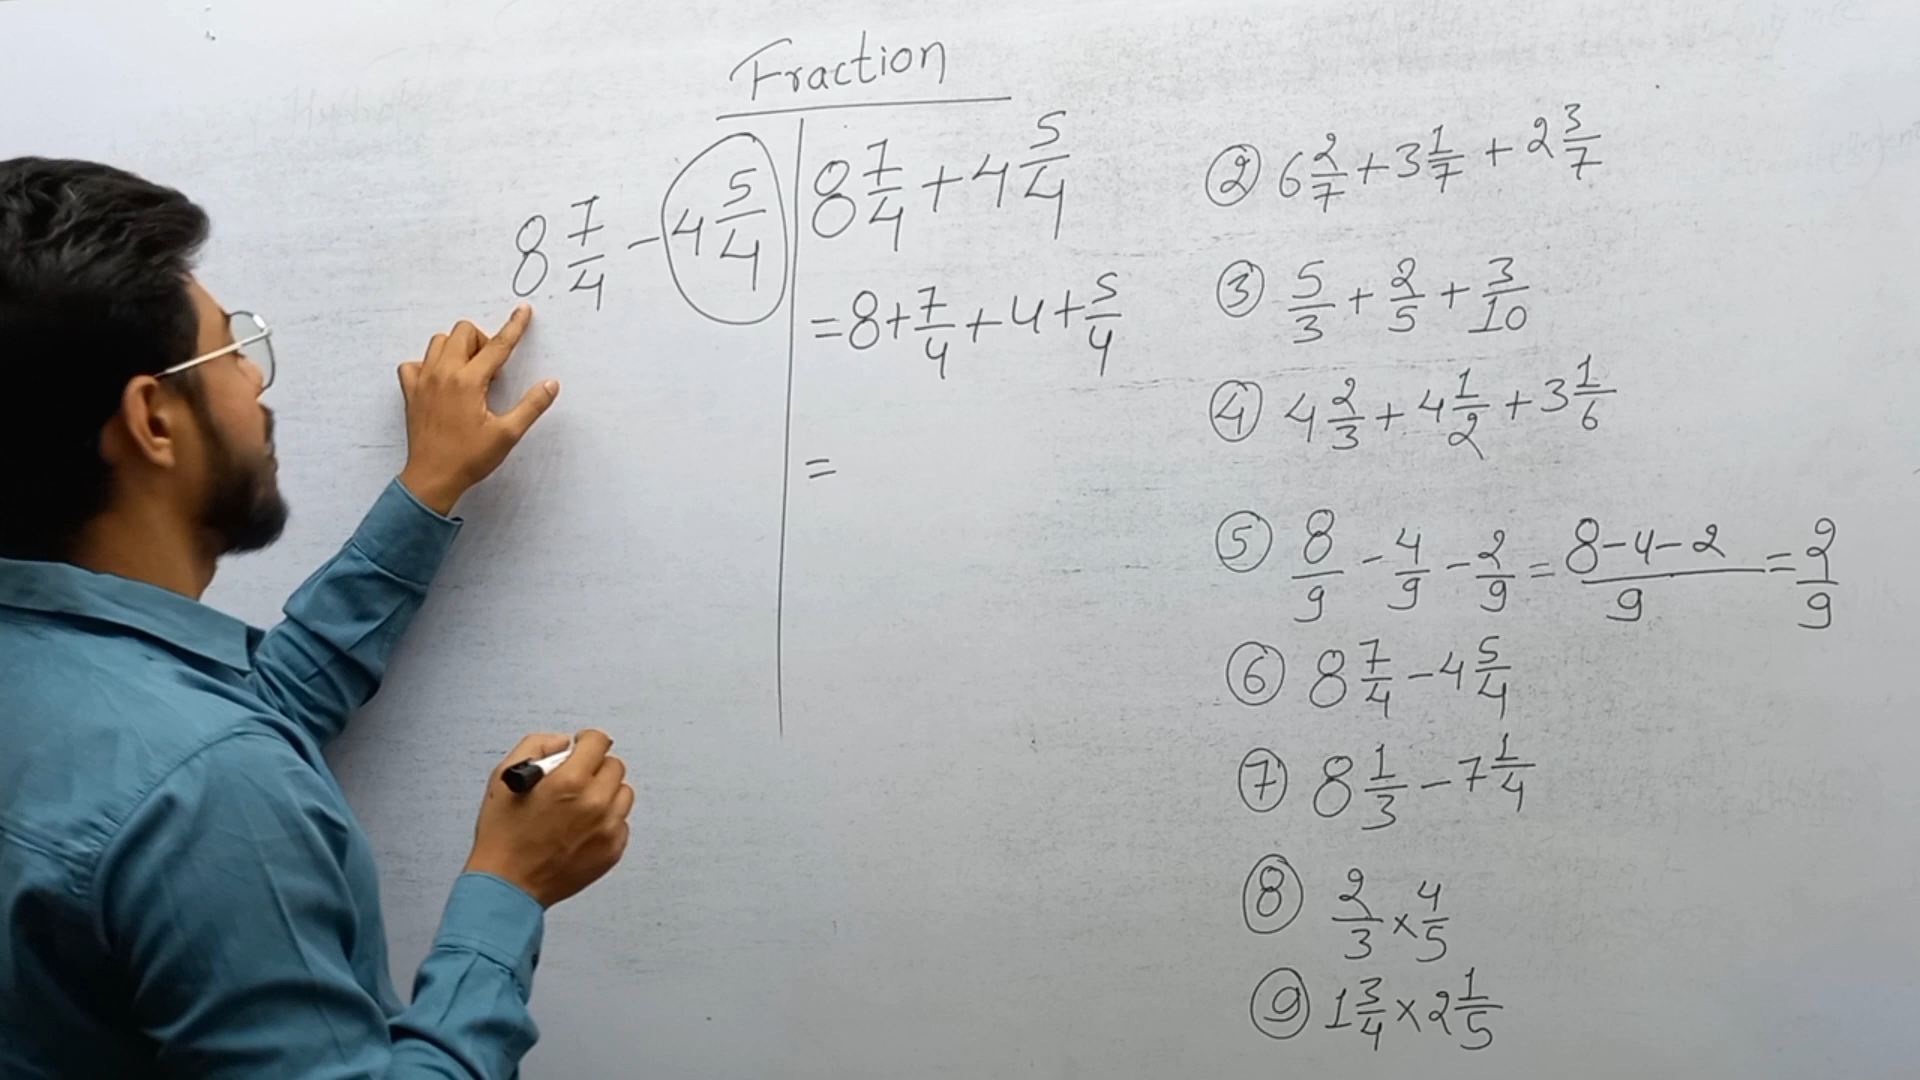 Fraction
8 7/4 - 4 5/4
8 7/4 + 4 5/4
= 8 + 7/4 + 4 + 5/4
=
② 6 2/7 + 3 1/7 + 2 3/7
③ 5/3 + 2/5 + 3/10
④ 4 2/3 + 4 1/2 + 3 1/6
⑤ 8/9 - 4/9 - 2/9 = 8-4-2/9 = 2/9
⑥ 8 7/4 - 4 5/4
⑦ 8 1/3 - 7 1/4
⑧ 2/3 × 4/5
⑨ 1 3/4 × 2 1/5